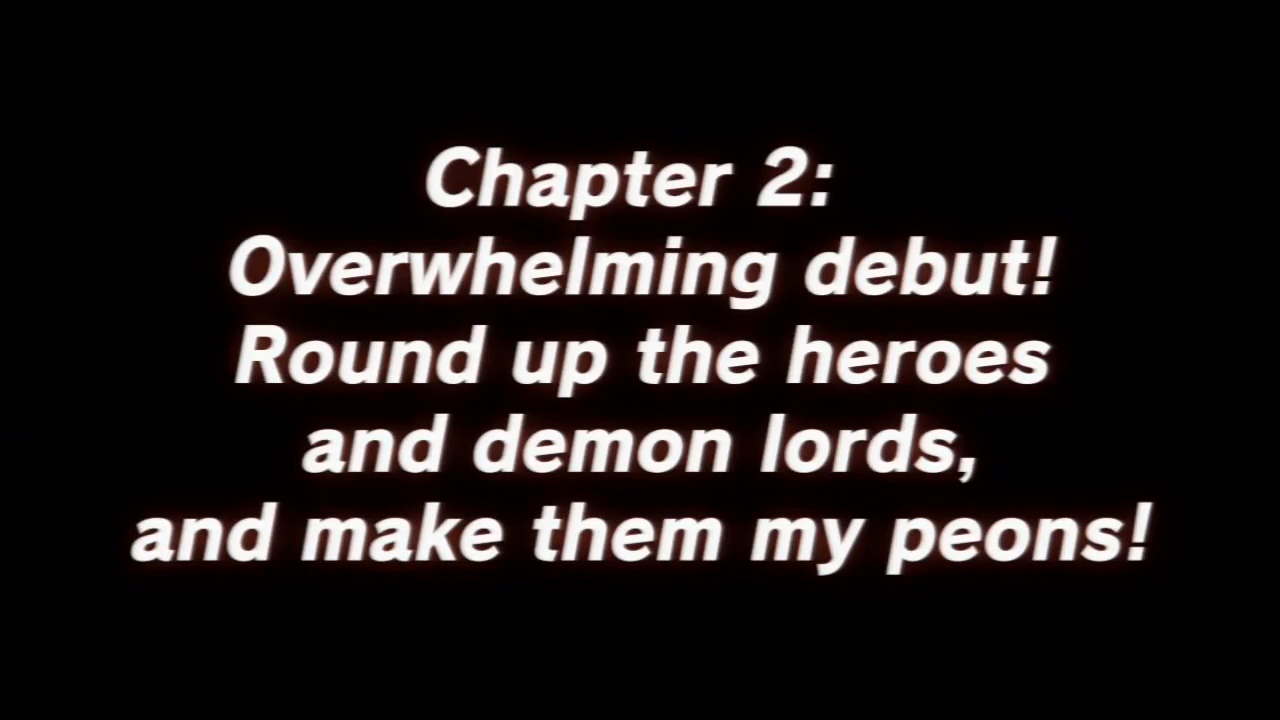 Chapter 2:
Overwhelming debut!
Round up the heroes
and demon lords,
and make them my peons!